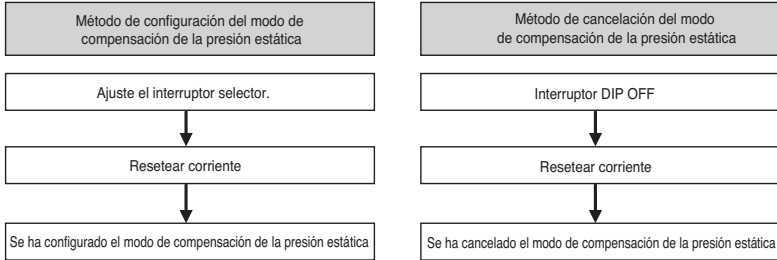 Método de configuración del modo de
compensación de la presión estática
Ajuste el interruptor selector.
Resetear corriente
Se ha configurado el modo de compensación de la presión estática
Método de cancelación del modo
de compensación de la presión estática
Interruptor DIP OFF
Resetear corriente
Se ha cancelado el modo de compensación de la presión estática